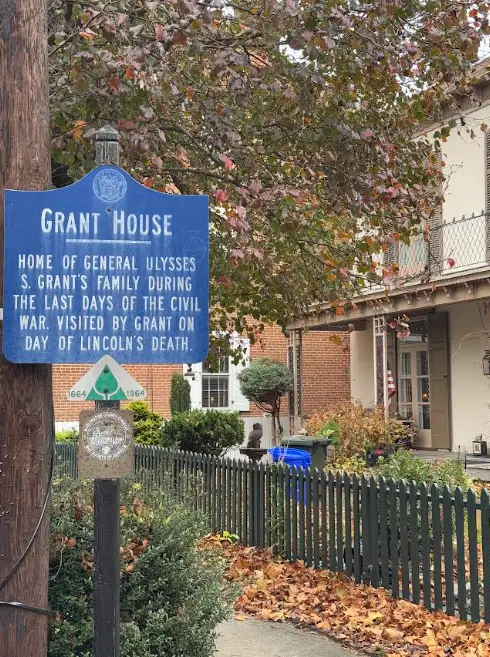 GRANT HOUSE
HOME OF GENERAL ULYSSES
S. GRANT'S FAMILY DURING
THE LAST DAYS OF THE CIVIL
WAR. VISITED BY GRANT ON
DAY OF LINCOLN'S DEATH.
1664 1964